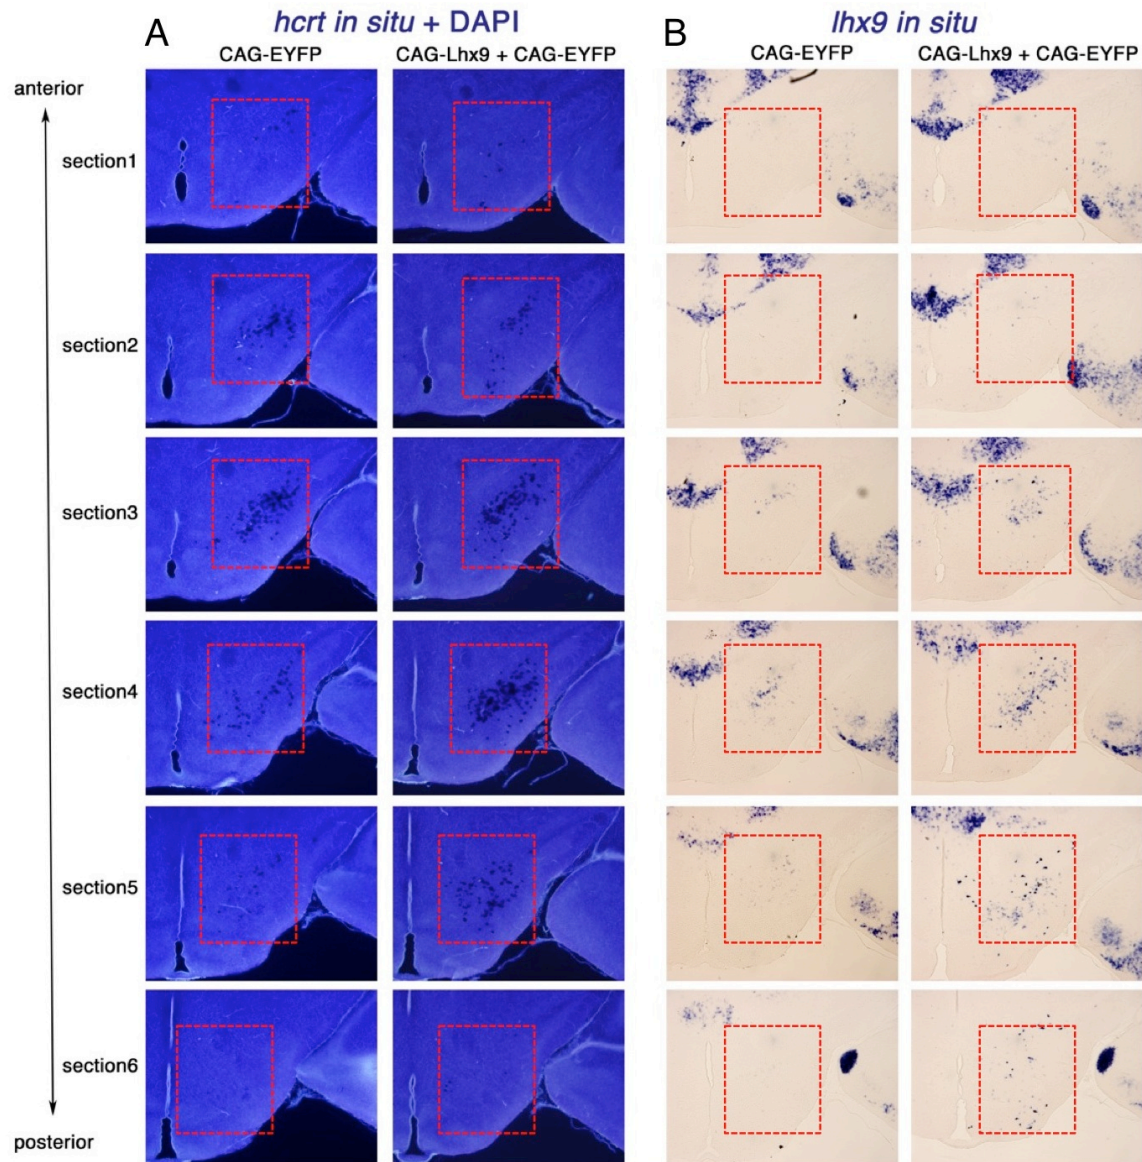 A
hcrt in situ + DAPI
CAG-EYFP
CAG-Lhx9 + CAG-EYFP
B
lhx9 in situ
CAG-EYFP
CAG-Lhx9 + CAG-EYFP
anterior
section1
section2
section3
section4
section5
section6
posterior